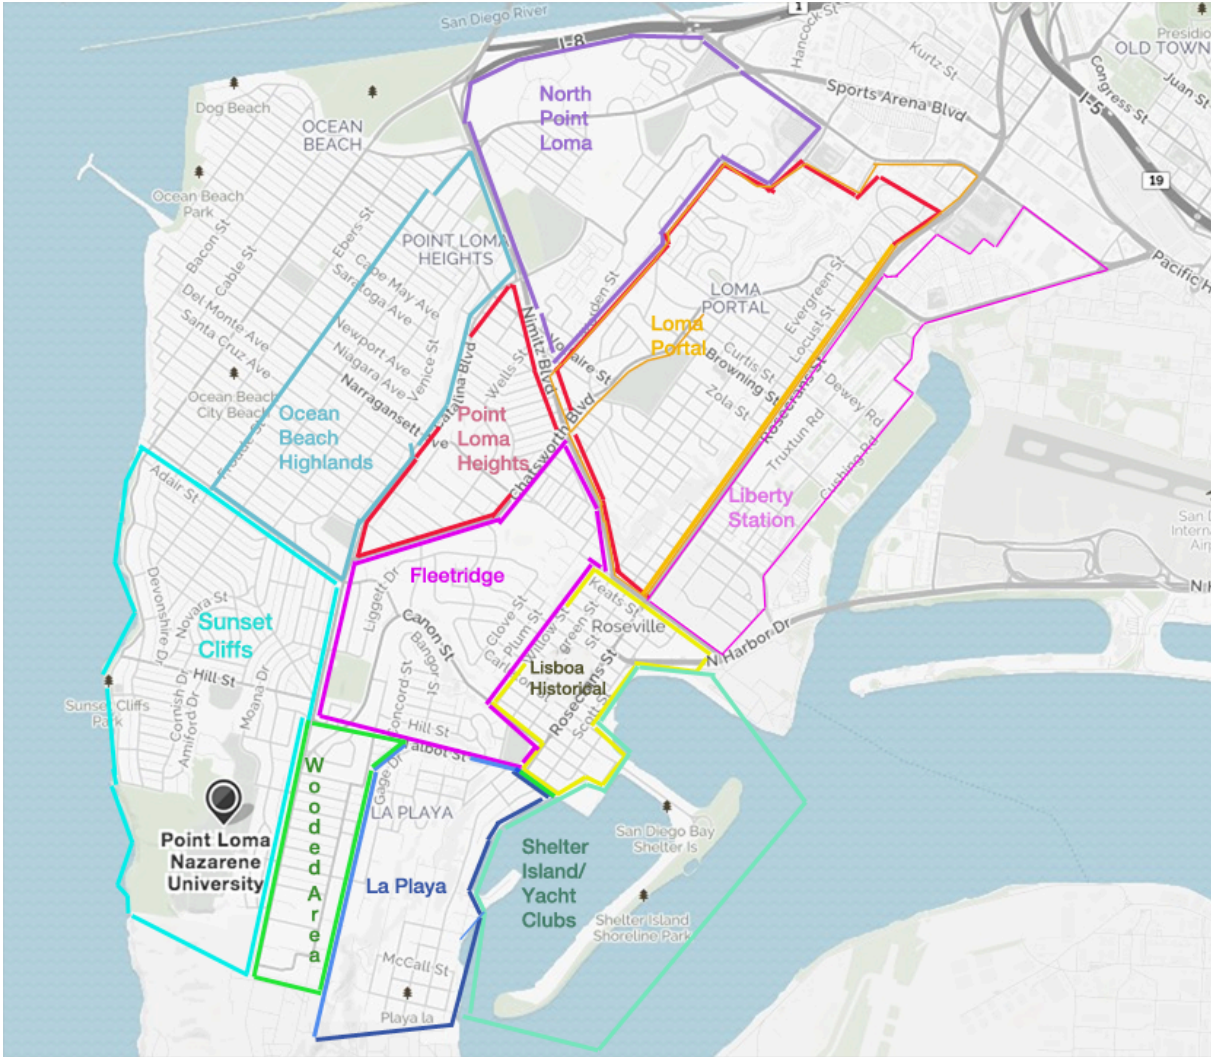 San Diego River
1
I-8
Hancock St
Kurtz St
Presidio
OLD TOWN
Congress St
Juan St
Sports Arena Blvd
I-5
Dog Beach
North
Point
Loma
OCEAN
BEACH
19
Ocean Beach
Park
Bacon St
Cable St
Ebers St
POINT LOMA
HEIGHTS
Cape May Ave
Saratoga Ave
Pacific H
Del Monte Ave
Santa Cruz Ave
Newport Ave
Niagara Ave
Narragansett Ave
Venice St
Catalina Blvd
Wells St
Nimitz Blvd
Voltaire St
LOMA
PORTAL
Evergreen St
Locust St
Loma
Portal
Curtis St
Browning St
Zola St
Rosecrans St
Dewey Rd
Truxtun Rd
Cushing Rd
Chatsworth Blvd
Ocean Beach
City Beach
Ocean
Beach
Highlands
Point
Loma
Heights
Froude St
Adair St
Liberty
Station
San D
Interna
Air
N H
N Harbor Dr
Fleetridge
Devonshire Dr
Novara St
Sunset
Cliffs
Liggett Dr
Canon St
Bangor St
Clove St
Plum St
Willow St
Keats St
Roseville
Lisboa
Historical
Rosecrans St
Scott St
Hill St
Moana Dr
Cornish Dr
Amiford Dr
Sunset Cliffs
Park
Concord St
Hill St
Talbot St
Gage Dr
Wooded Area
LA PLAYA
La Playa
Point Loma
Nazarene
University
San Diego Bay
Shelter Is
Shelter
Island/
Yacht
Clubs
Shelter Island
Shoreline Park
McCall St
Playa la